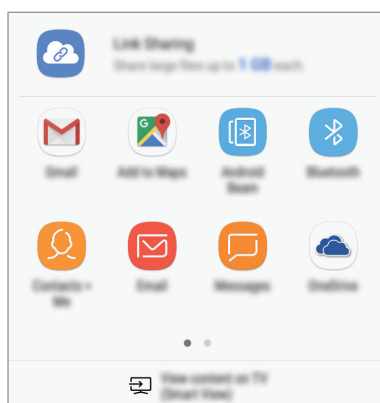 Link Sharing
Share large files up to 1 GB each.
Gmail
Add to Maps
Android
Beam
Bluetooth
Contacts >
Me
Email
Messages
OneDrive
View content on TV
(Smart View)